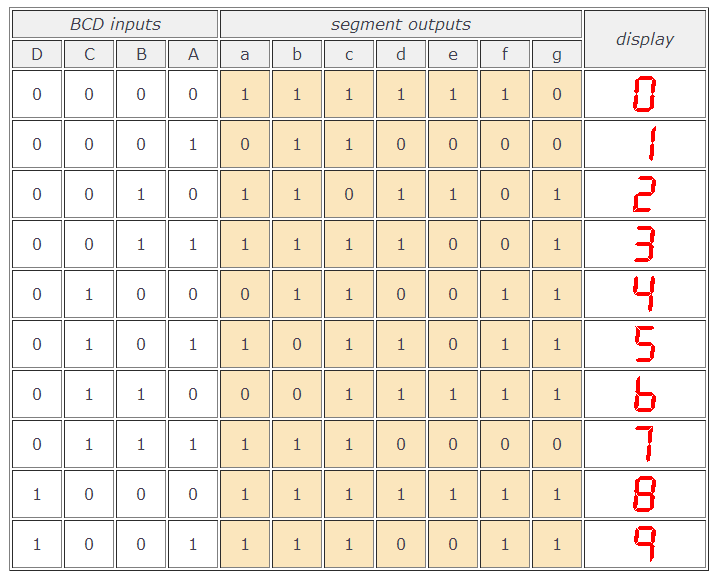 BCD inputs segment outputs display
D C B A a b c d e f g
0 0 0 0 1 1 1 1 1 1 0 0
0 0 0 1 0 1 1 0 0 0 0 1
0 0 1 0 1 1 0 1 1 0 1 2
0 0 1 1 1 1 1 1 0 0 1 3
0 1 0 0 0 1 1 0 0 1 1 4
0 1 0 1 1 0 1 1 0 1 1 5
0 1 1 0 0 0 1 1 1 1 1 6
0 1 1 1 1 1 1 0 0 0 0 7
1 0 0 0 1 1 1 1 1 1 1 8
1 0 0 1 1 1 1 0 0 1 1 9